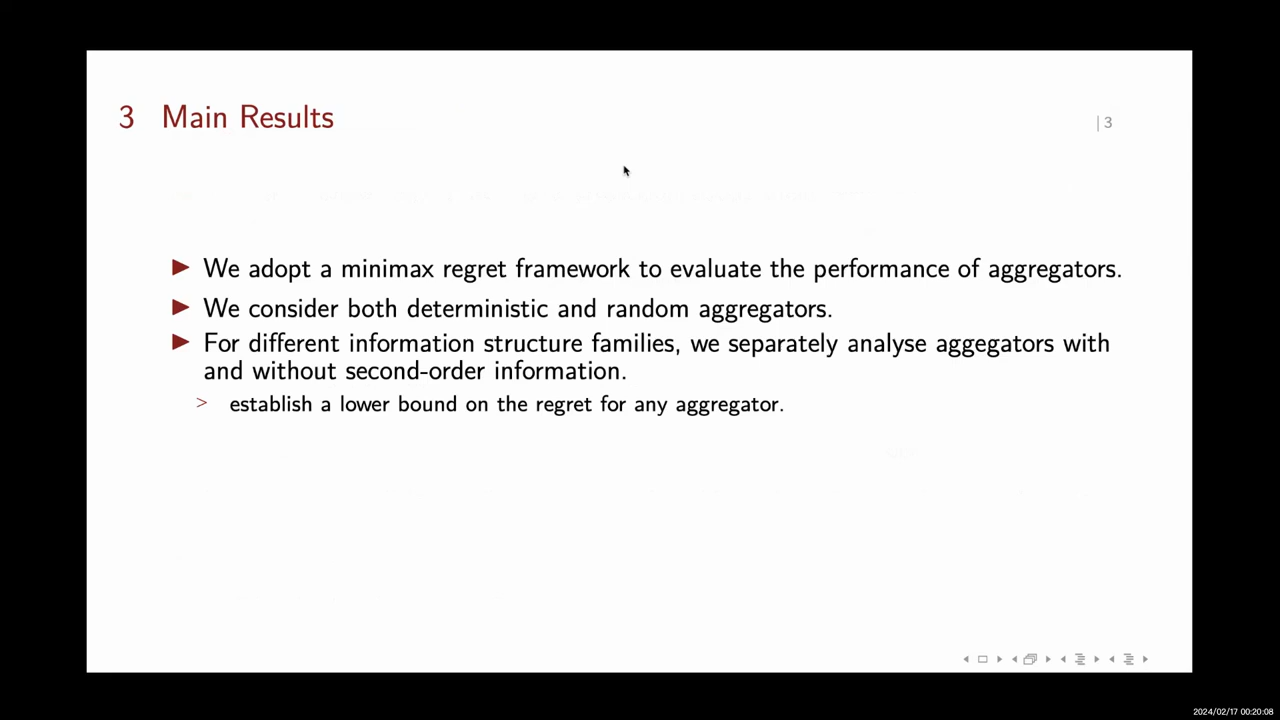 3 Main Results
| 3
▶ We adopt a minimax regret framework to evaluate the performance of aggregators.
▶ We consider both deterministic and random aggregators.
▶ For different information structure families, we separately analyse aggegators with
and without second-order information.
> establish a lower bound on the regret for any aggregator.
2024/02/17 00:20:08